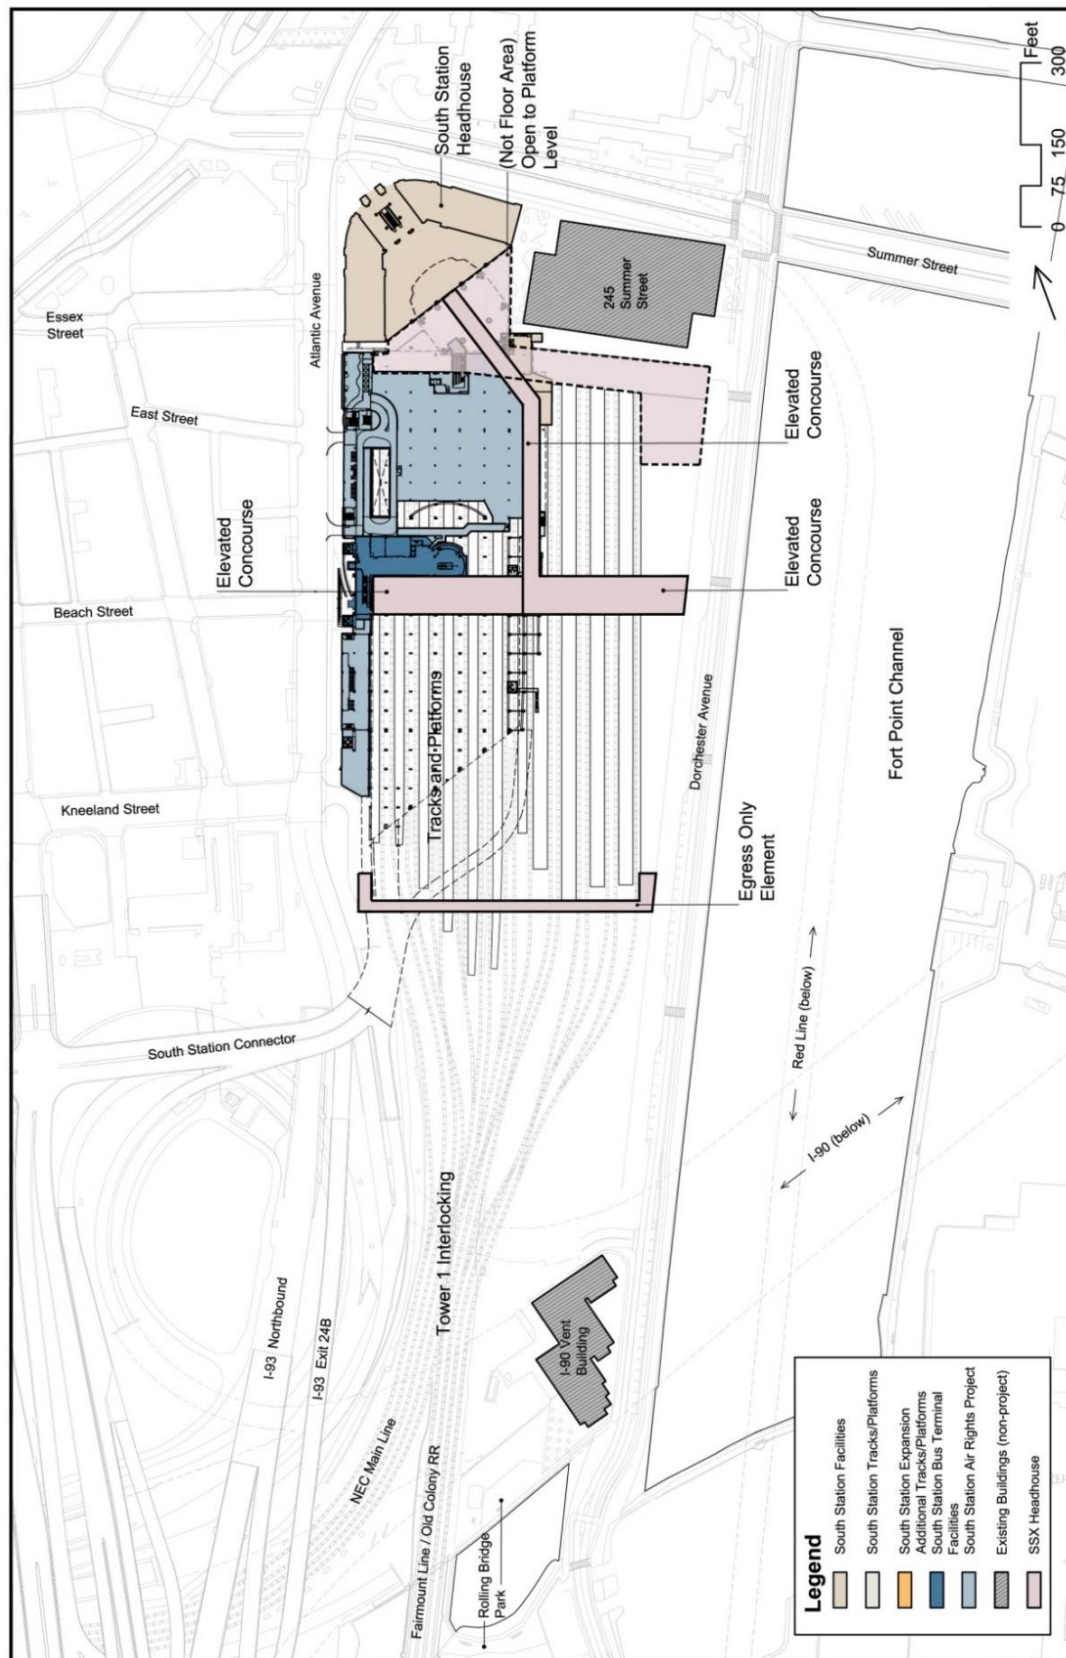 South Station
Headhouse
(Not Floor Area)
Open to Platform
Level
Feet
0
75
150
300
Summer Street
245
Summer
Street
Essex
Street
Atlantic Avenue
East Street
Elevated
Concourse
Elevated
Concourse
Elevated
Concourse
Beach Street
Tracks and Platforms
Dorchester Avenue
Fort Point Channel
Kneeland Street
Egress Only
Element
South Station Connector
Red Line (below)
I-90 (below)
Tower 1 Interlocking
I-93 Northbound
I-93 Exit 24B
I-90 Vent
Building
NEC Main Line
Fairmount Line / Old Colony RR
Rolling Bridge
Park
Legend
South Station Facilities
South Station Tracks/Platforms
South Station Expansion
Additional Tracks/Platforms
South Station Bus Terminal
Facilities
South Station Air Rights Project
Existing Buildings (non-project)
SSX Headhouse